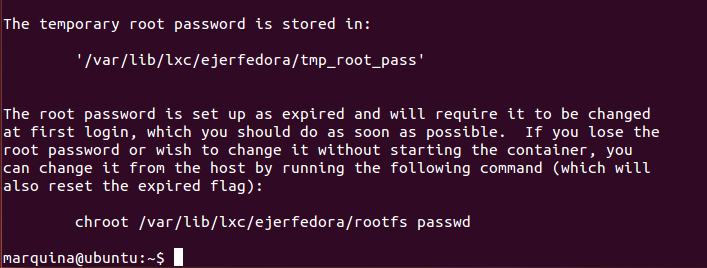 The temporary root password is stored in:
'/var/lib/lxc/ejerfedora/tmp_root_pass'
The root password is set up as expired and will require it to be changed
at first login, which you should do as soon as possible.  If you lose the
root password or wish to change it without starting the container, you
can change it from the host by running the following command (which will
also reset the expired flag):
chroot /var/lib/lxc/ejerfedora/rootfs passwd
marquina@ubuntu:~$